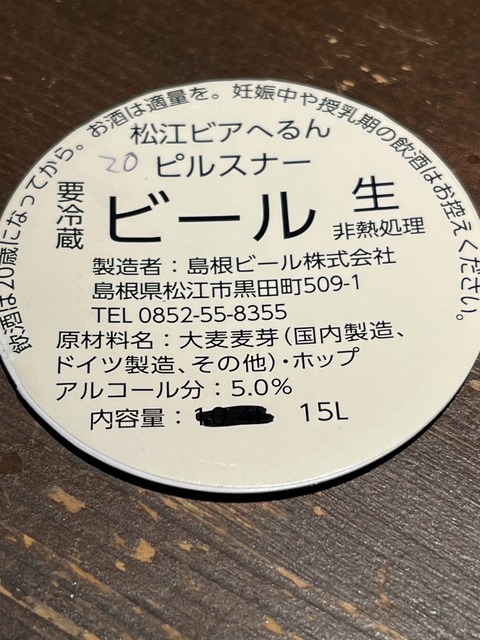 飲酒は20歳になってから。お酒は適量を。妊娠中や授乳期の飲酒はお控えください。
松江ビアへるん
20 ピルスナー
要冷蔵
ビール 生
非熱処理
製造者：島根ビール株式会社
島根県松江市黒田町509-1
TEL 0852-55-8355
原材料名：大麦麦芽（国内製造、
ドイツ製造、その他）・ホップ
アルコール分：5.0%
内容量： 15L